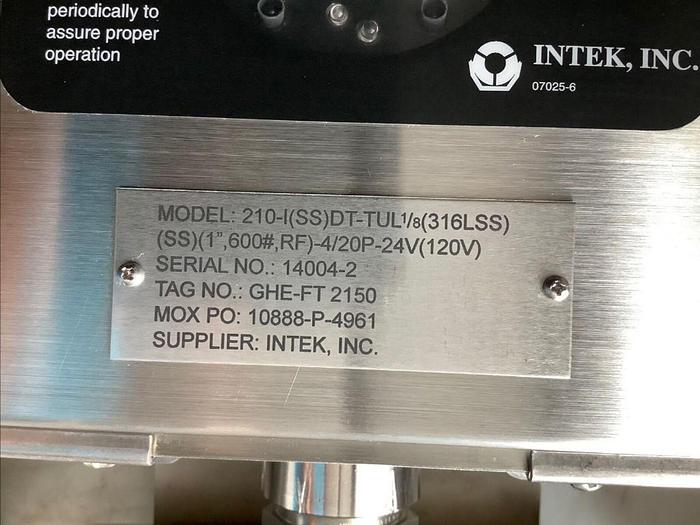 periodically to
assure proper
operation
INTEK, INC.
07025-6
MODEL: 210-I(SS)DT-TUL1/8(316LSS)
(SS)(1",600#,RF)-4/20P-24V(120V)
SERIAL NO.: 14004-2
TAG NO.: GHE-FT 2150
MOX PO: 10888-P-4961
SUPPLIER: INTEK, INC.